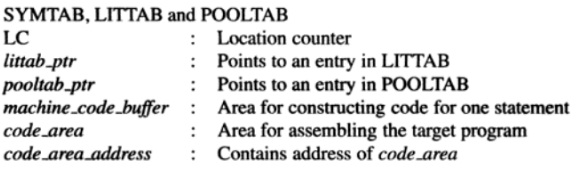 SYMTAB, LITTAB and POOLTAB
LC : Location counter
littab_ptr : Points to an entry in LITTAB
pooltab_ptr : Points to an entry in POOLTAB
machine_code_buffer : Area for constructing code for one statement
code_area : Area for assembling the target program
code_area_address : Contains address of code_area